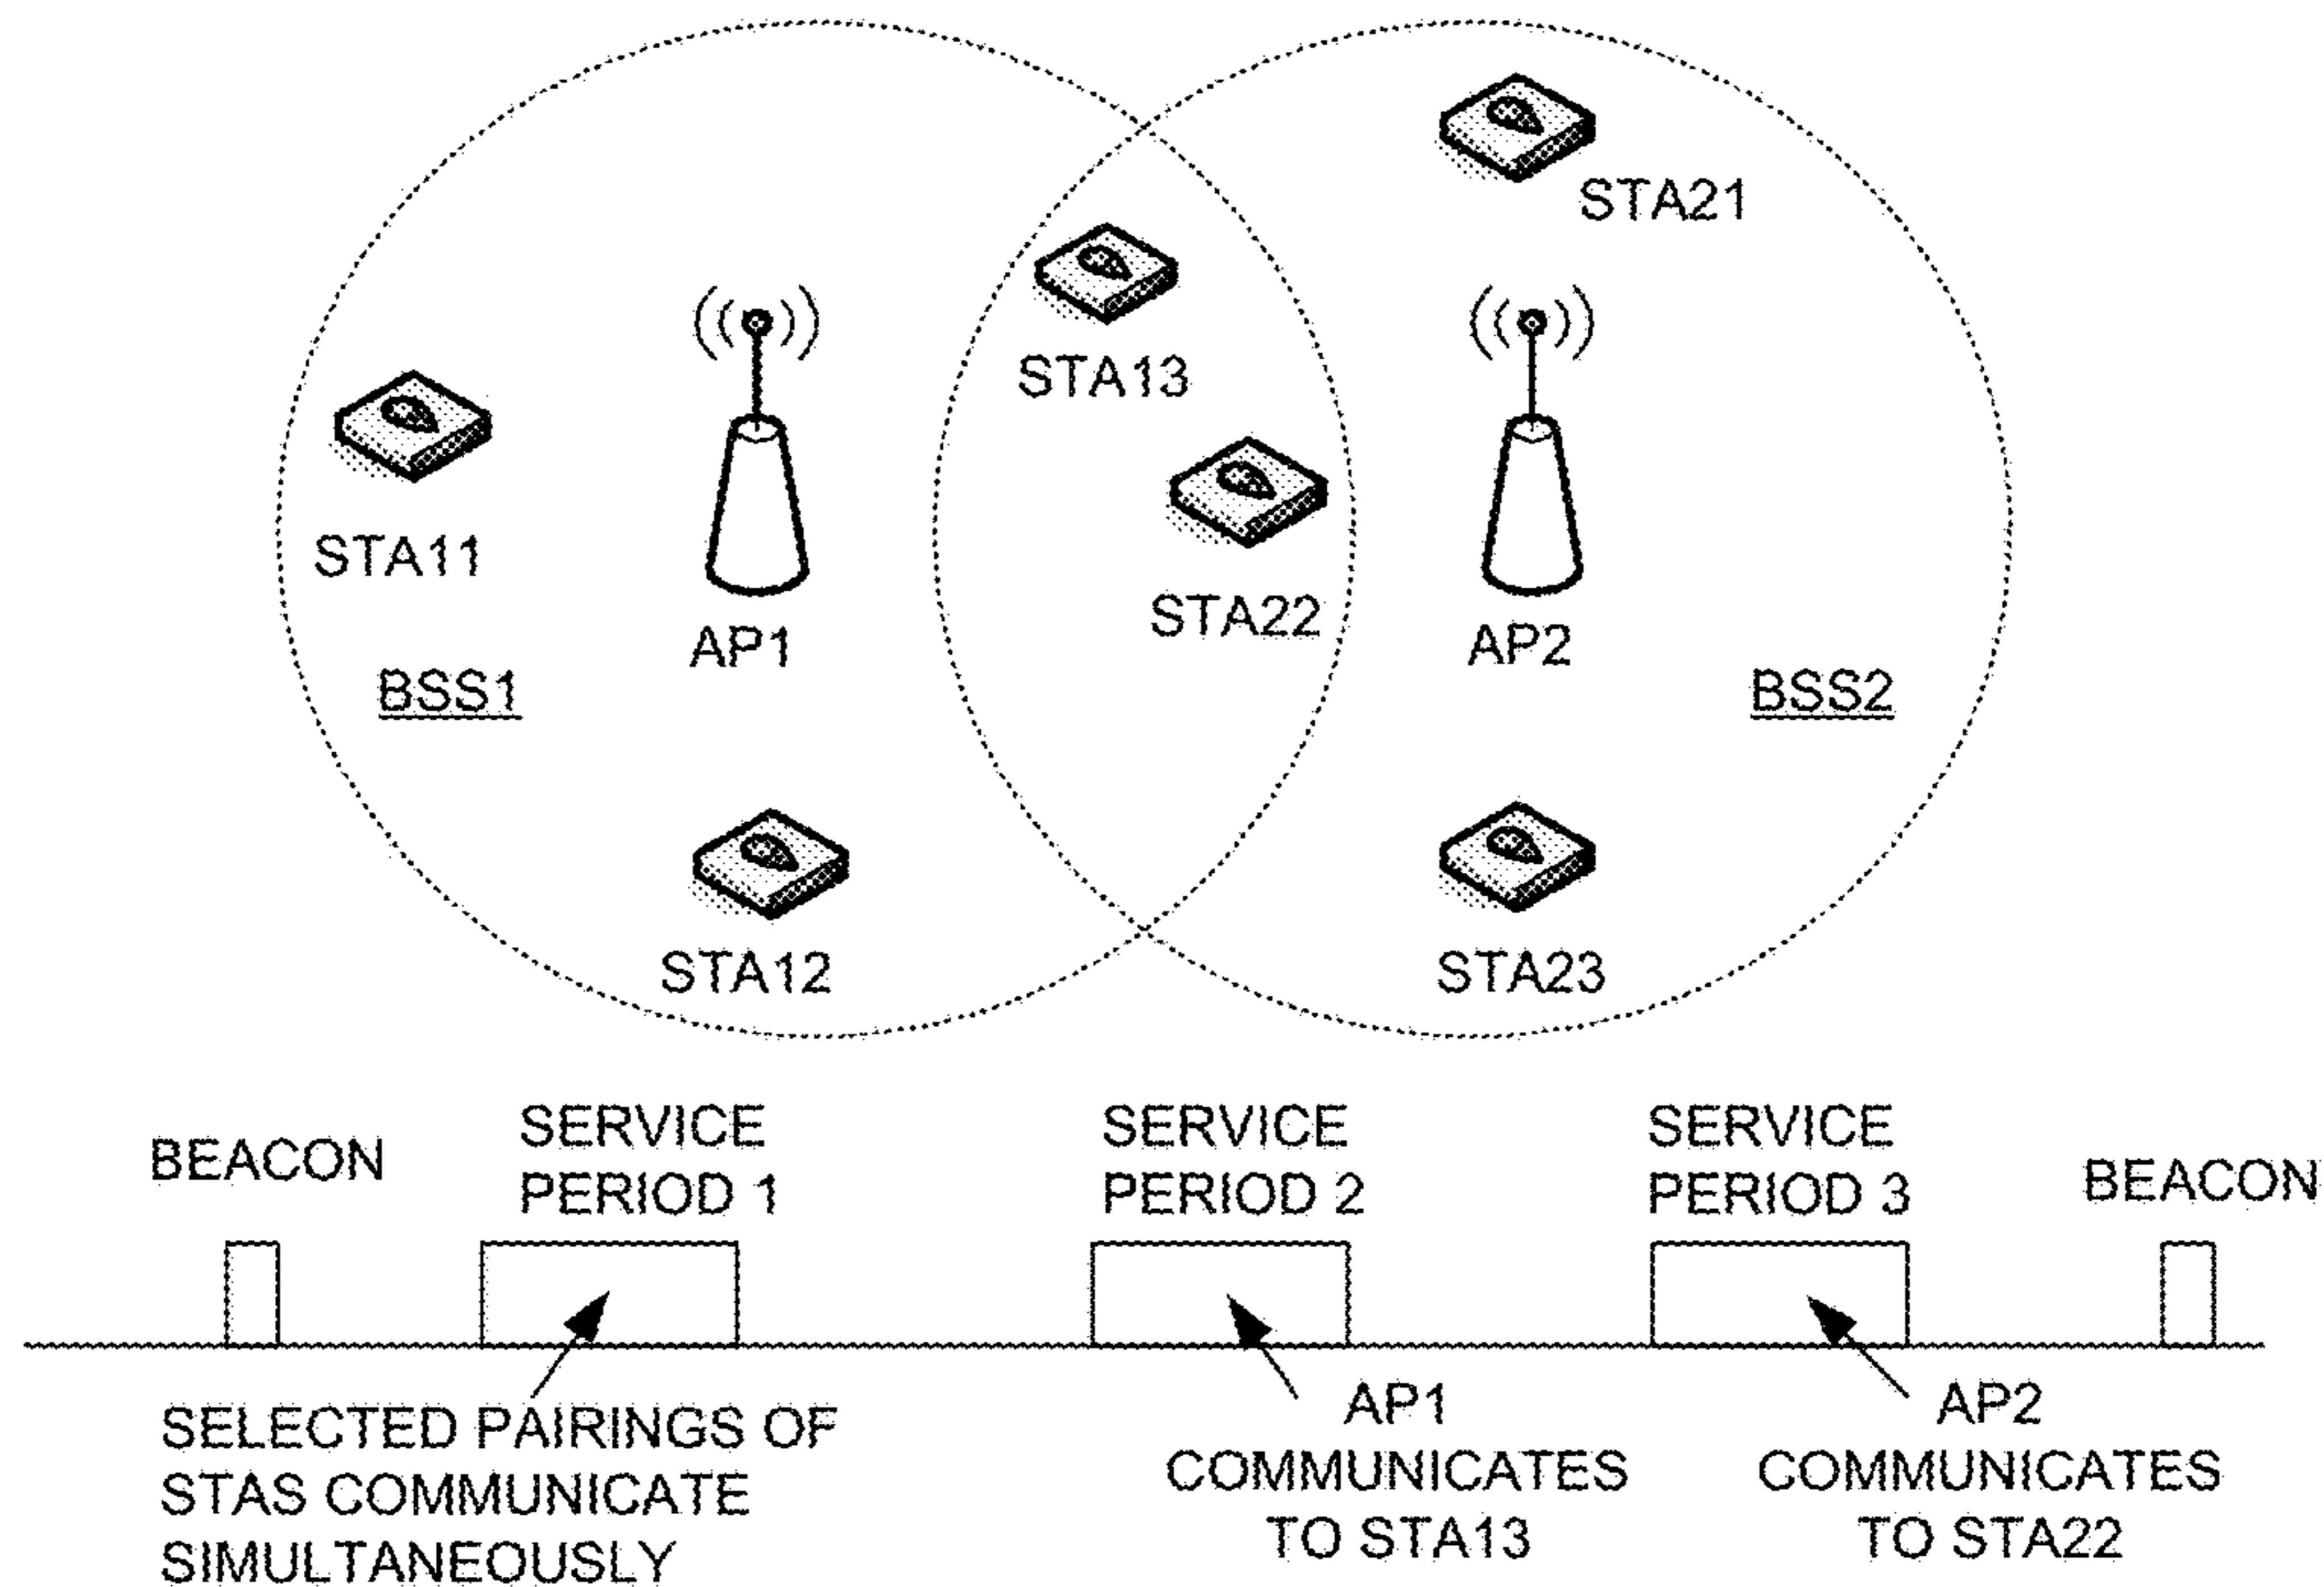 STA21
STA13
STA11
STA22
AP1
AP2
BSS1
BSS2
STA12
STA23
BEACON
SERVICE
PERIOD 1
SERVICE
PERIOD 2
SERVICE
PERIOD 3
BEACON
SELECTED PAIRINGS OF
STAS COMMUNICATE
SIMULTANEOUSLY
AP1
COMMUNICATES
TO STA13
AP2
COMMUNICATES
TO STA22